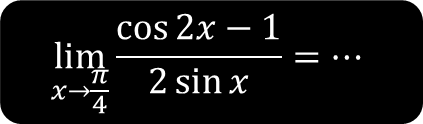 lim x→π/4 (cos 2x − 1)/(2 sin x) = ⋯